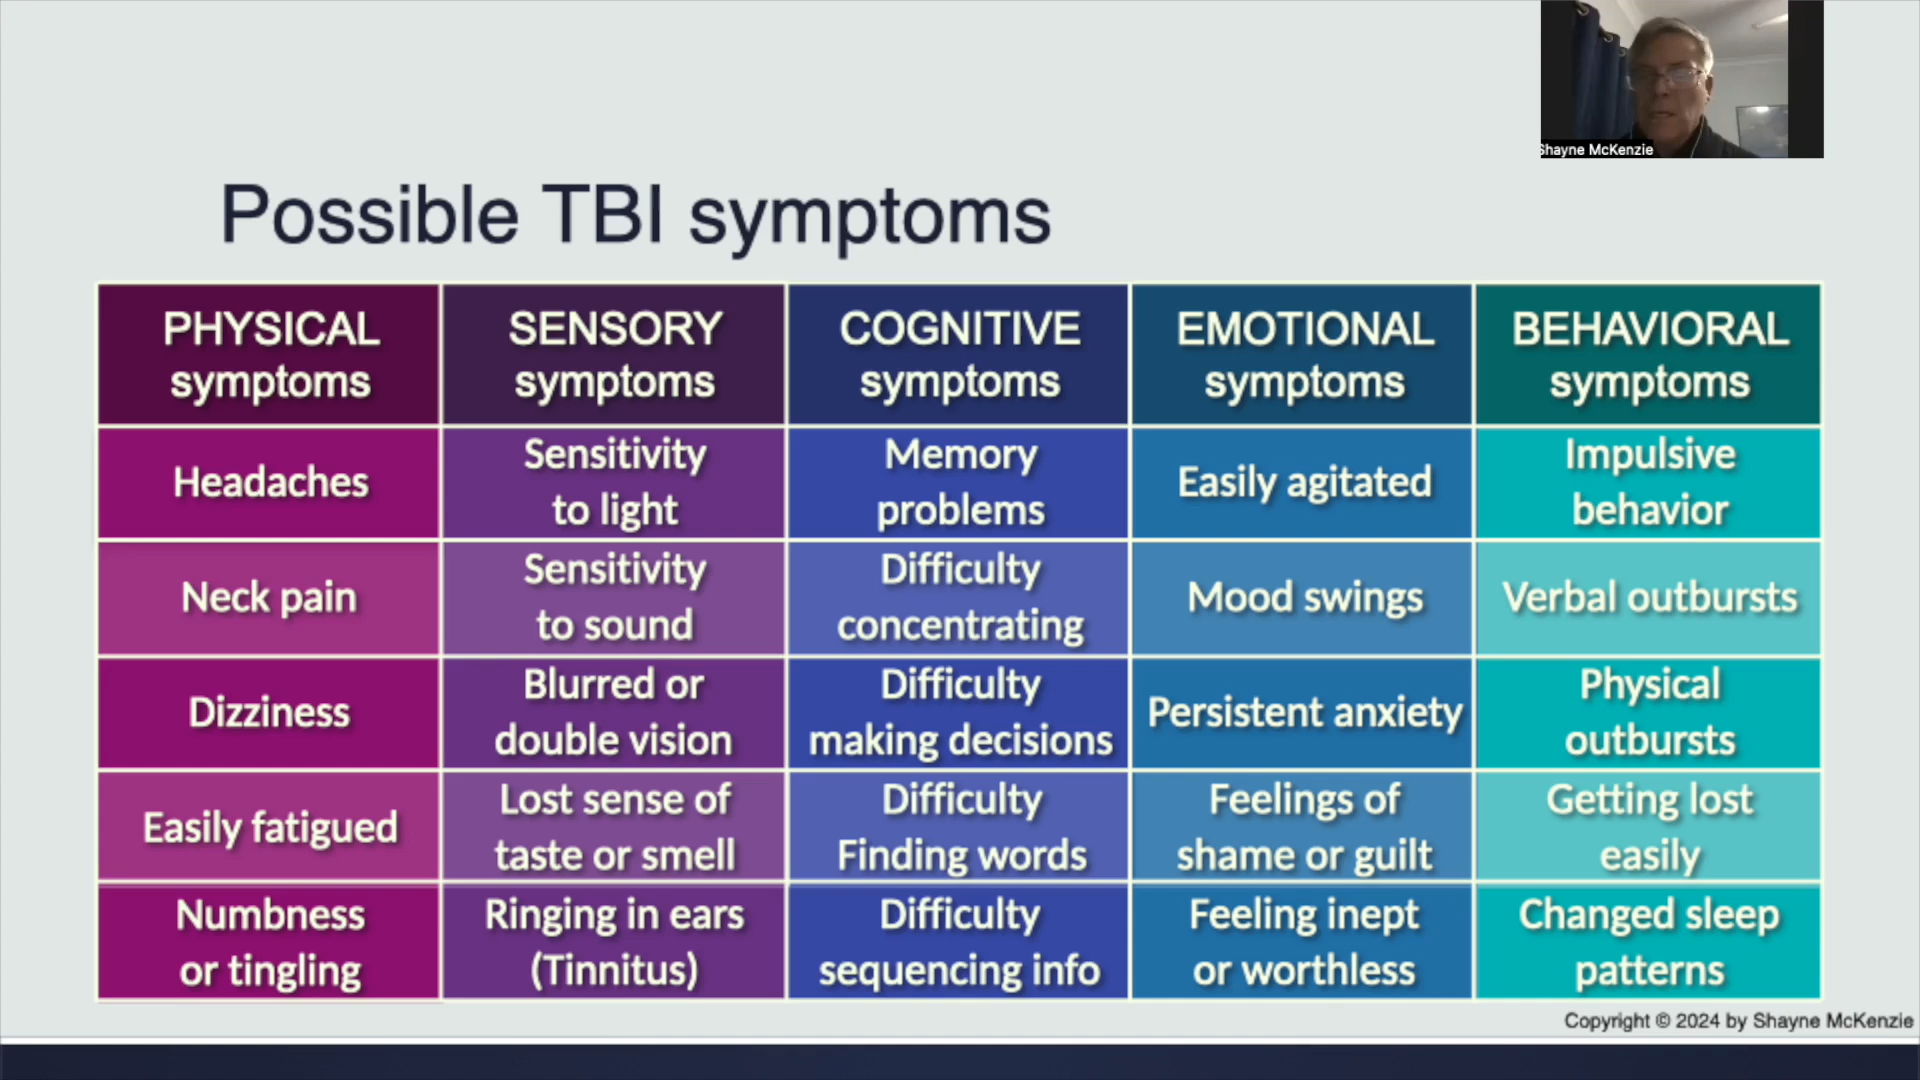 Shayne McKenzie
Possible TBI symptoms
PHYSICAL
symptoms
SENSORY
symptoms
COGNITIVE
symptoms
EMOTIONAL
symptoms
BEHAVIORAL
symptoms
Headaches
Sensitivity
to light
Memory
problems
Easily agitated
Impulsive
behavior
Neck pain
Sensitivity
to sound
Difficulty
concentrating
Mood swings
Verbal outbursts
Dizziness
Blurred or
double vision
Difficulty
making decisions
Persistent anxiety
Physical
outbursts
Easily fatigued
Lost sense of
taste or smell
Difficulty
Finding words
Feelings of
shame or guilt
Getting lost
easily
Numbness
or tingling
Ringing in ears
(Tinnitus)
Difficulty
sequencing info
Feeling inept
or worthless
Changed sleep
patterns
Copyright © 2024 by Shayne McKenzie